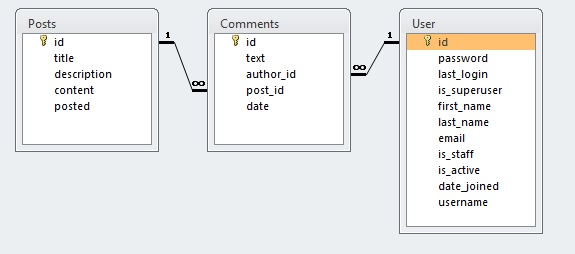 Posts
id
title
description
content
posted
1
∞
Comments
id
text
author_id
post_id
date
∞
1
User
id
password
last_login
is_superuser
first_name
last_name
email
is_staff
is_active
date_joined
username